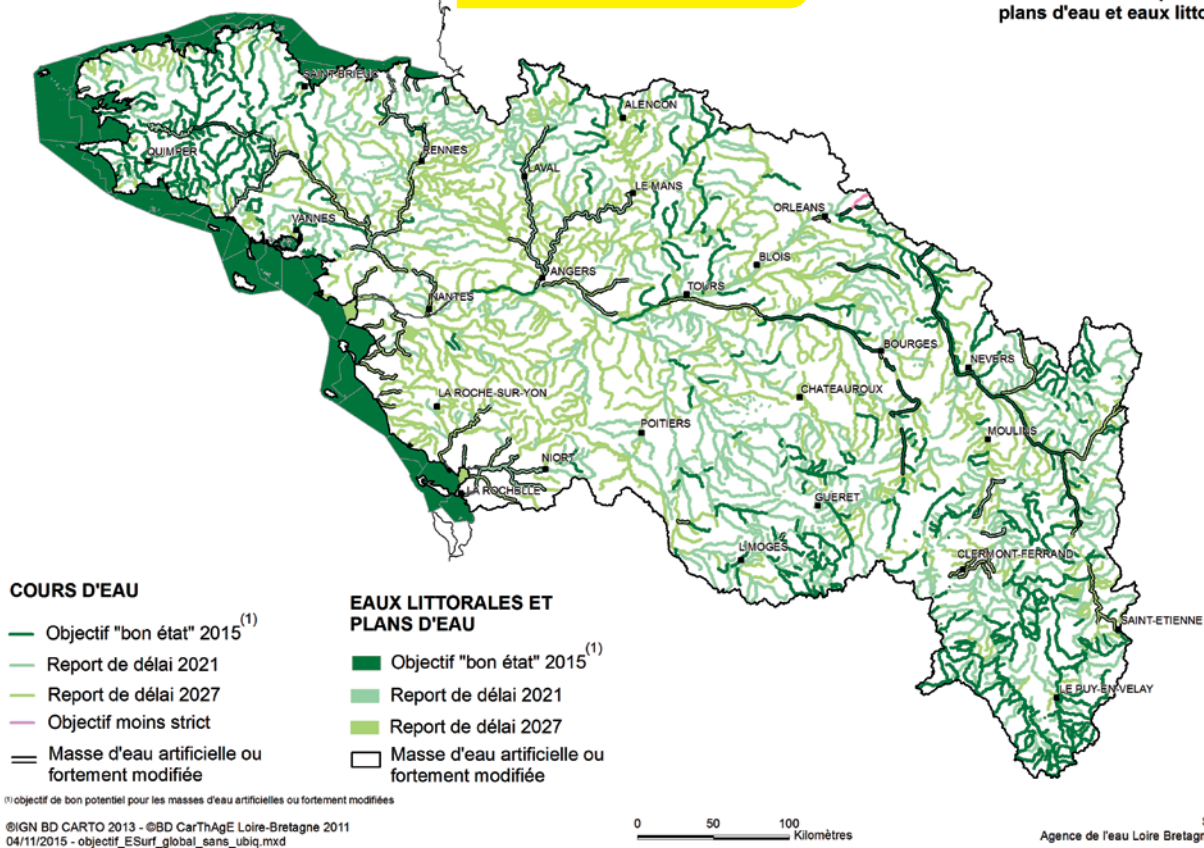 plans d'eau et eaux litto
SAINT-BRIEUC
ALENCON
QUIMPER
RENNES
LAVAL
LE MANS
ORLEANS
VANNES
BLOIS
ANGERS
TOURS
NANTES
BOURGES
NEVERS
LA ROCHE-SUR-YON
CHATEAUROUX
POITIERS
MOULINS
NIORT
LA ROCHELLE
GUERET
LIMOGES
CLERMONT-FERRAND
SAINT-ETIENNE
LE PUY-EN-VELAY
COURS D'EAU
Objectif "bon état" 2015(1)
Report de délai 2021
Report de délai 2027
Objectif moins strict
Masse d'eau artificielle ou
fortement modifiée
EAUX LITTORALES ET
PLANS D'EAU
Objectif "bon état" 2015(1)
Report de délai 2021
Report de délai 2027
Masse d'eau artificielle ou
fortement modifiée
(1) objectif de bon potentiel pour les masses d'eau artificielles ou fortement modifiées
®IGN BD CARTO 2013 - ©BD CarThAgE Loire-Bretagne 2011
04/11/2015 - objectif_ESurf_global_sans_ubiq.mxd
0 50 100
Kilomètres
Agence de l'eau Loire Bretagn